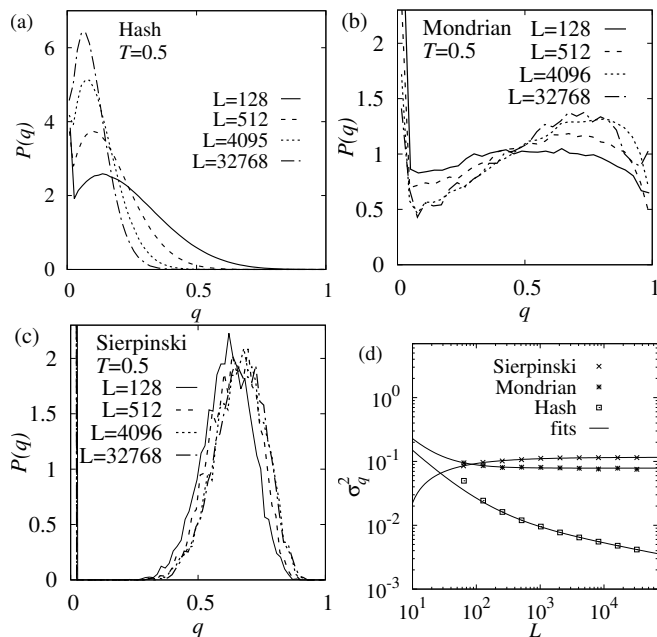 (a)
Hash
T=0.5
L=128
L=512
L=4095
L=32768
P(q)
6
4
2
0
0
0.5
1
q
(b)
Mondrian
T=0.5
L=128
L=512
L=4096
L=32768
P(q)
2
1.5
1
0.5
0
0
0.5
1
q
(c)
Sierpinski
T=0.5
L=128
L=512
L=4096
L=32768
P(q)
2
1.5
1
0.5
0
0
0.5
1
q
(d)
Sierpinski
Mondrian
Hash
fits
σq²
10⁰
10⁻¹
10⁻²
10⁻³
10¹
10²
10³
10⁴
L